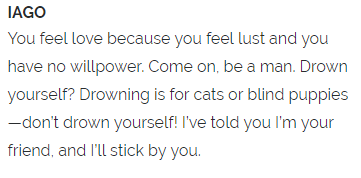 IAGO
You feel love because you feel lust and you
have no willpower. Come on, be a man. Drown
yourself? Drowning is for cats or blind puppies
—don't drown yourself! I've told you I'm your
friend, and I'll stick by you.